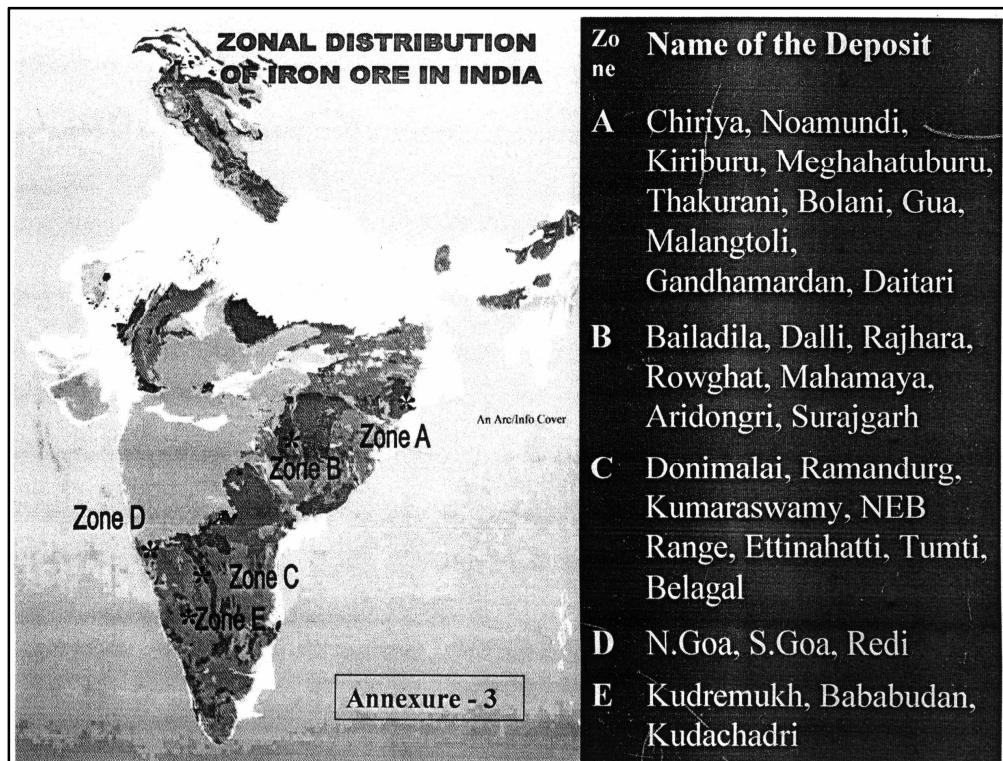 ZONAL DISTRIBUTION
OF IRON ORE IN INDIA
An Arc/Info Cover
Zone A
Zone B
Zone D
Zone C
Zone E
Annexure - 3
Zo
ne
Name of the Deposit
A Chiriya, Noamundi,
Kiriburu, Meghahatuburu,
Thakurani, Bolani, Gua,
Malangtoli,
Gandhamardan, Daitari
B Bailadila, Dalli, Rajhara,
Rowghat, Mahamaya,
Aridongri, Surajgarh
C Donimalai, Ramandurg,
Kumaraswamy, NEB
Range, Ettinahatti, Tumti,
Belagal
D N.Goa, S.Goa, Redi
E Kudremukh, Bababudan,
Kudachadri